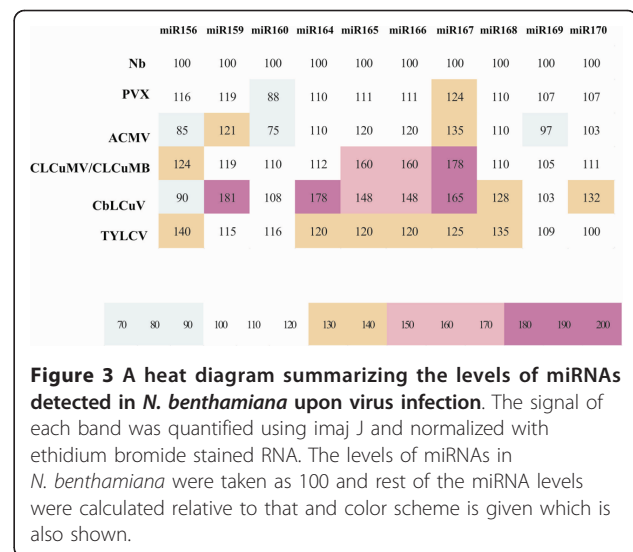 miR156 miR159 miR160 miR164 miR165 miR166 miR167 miR168 miR169 miR170
Nb 100 100 100 100 100 100 100 100 100 100
PVX 116 119 88 110 111 111 124 110 107 107
ACMV 85 121 75 110 120 120 135 110 97 103
CLCuMV/CLCuMB 124 119 110 112 160 160 178 110 105 111
CbLCuV 90 181 108 178 148 148 165 128 103 132
TYLCV 140 115 116 120 120 120 125 135 109 100
70 80 90 100 110 120 130 140 150 160 170 180 190 200
Figure 3 A heat diagram summarizing the levels of miRNAs
detected in N. benthamiana upon virus infection. The signal of
each band was quantified using imaj J and normalized with
ethidium bromide stained RNA. The levels of miRNAs in
N. benthamiana were taken as 100 and rest of the miRNA levels
were calculated relative to that and color scheme is given which is
also shown.